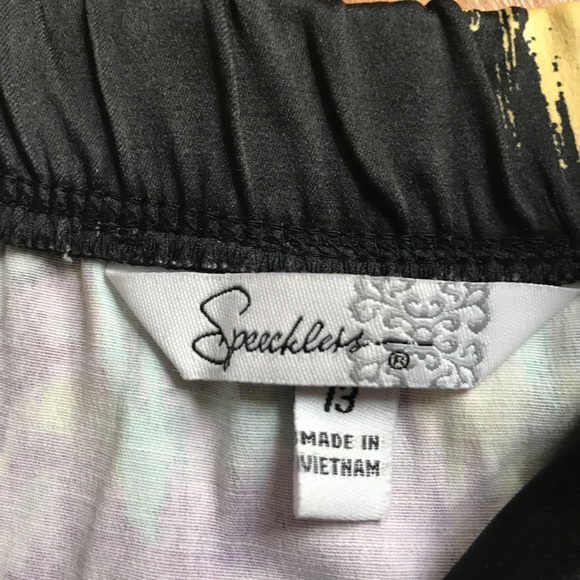 Speechless
®
13
MADE IN
VIETNAM